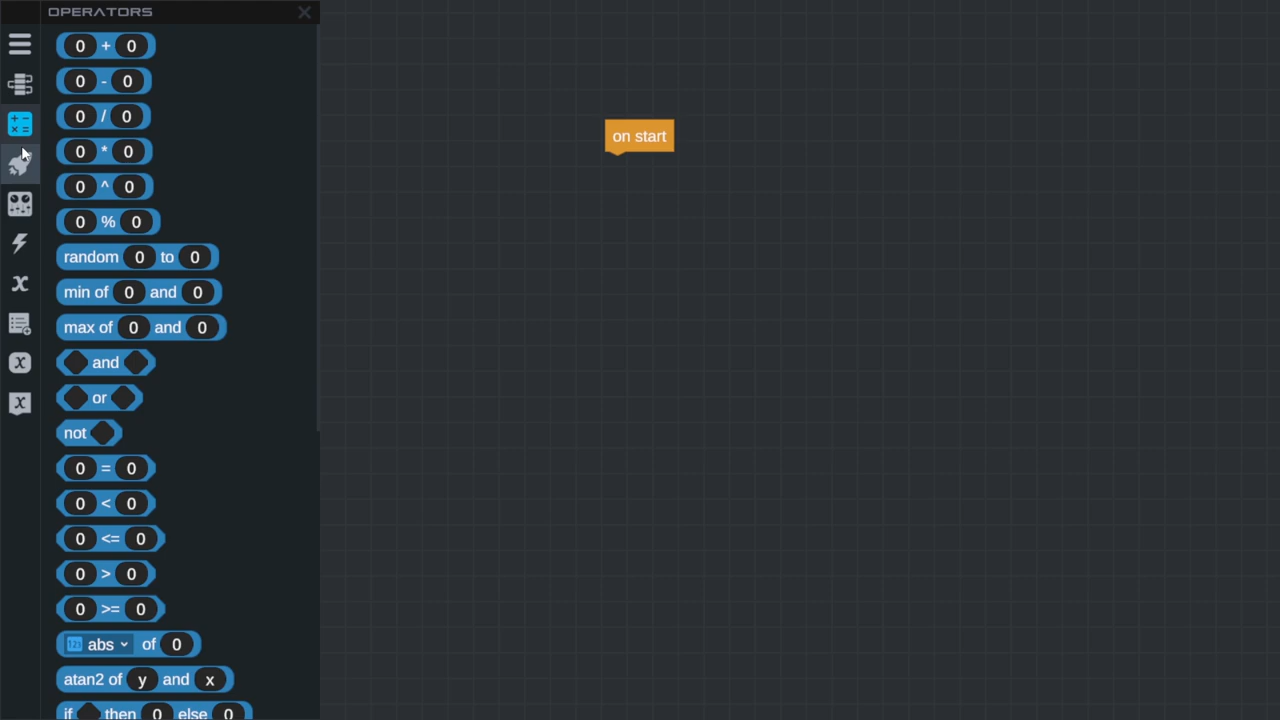 OPERATORS
0 + 0
0 - 0
0 / 0
0 * 0
0 ^ 0
0 % 0
random 0 to 0
min of 0 and 0
max of 0 and 0
and
or
not
0 = 0
0 < 0
0 <= 0
0 > 0
0 >= 0
123 abs of 0
atan2 of y and x
if then 0 else 0
on start